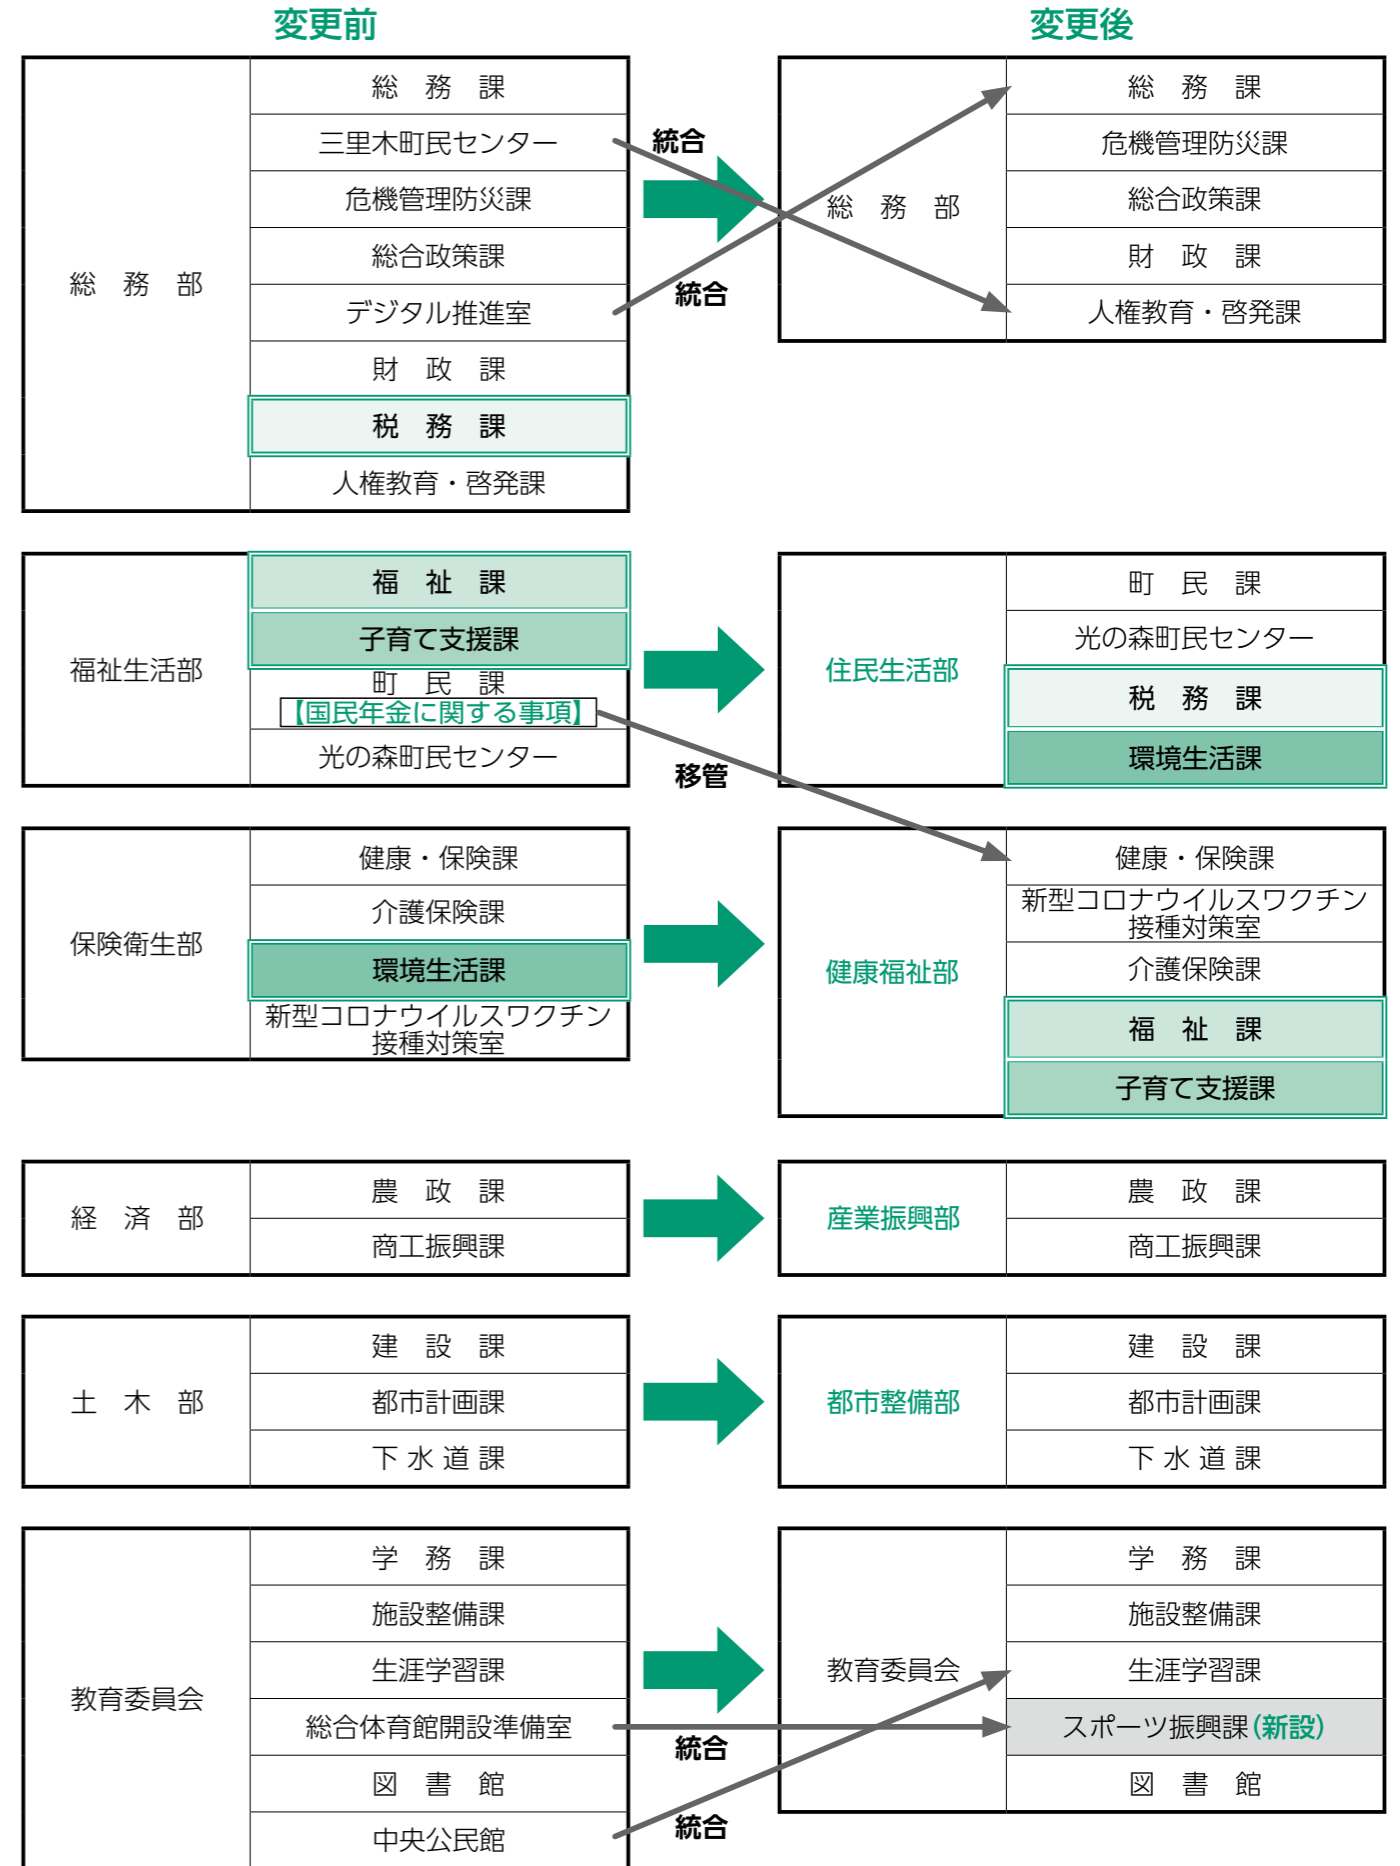 変更前
変更後
総務部
総務課
三里木町民センター
危機管理防災課
総合政策課
デジタル推進室
財政課
税務課
人権教育・啓発課
統合
統合
総務部
総務課
危機管理防災課
総合政策課
財政課
人権教育・啓発課
福祉生活部
福祉課
子育て支援課
町民課
【国民年金に関する事項】
光の森町民センター
移管
住民生活部
町民課
光の森町民センター
税務課
環境生活課
保険衛生部
健康・保険課
介護保険課
環境生活課
新型コロナウイルスワクチン
接種対策室
健康福祉部
健康・保険課
新型コロナウイルスワクチン
接種対策室
介護保険課
福祉課
子育て支援課
経済部
農政課
商工振興課
産業振興部
農政課
商工振興課
土木部
建設課
都市計画課
下水道課
都市整備部
建設課
都市計画課
下水道課
教育委員会
学務課
施設整備課
生涯学習課
総合体育館開設準備室
図書館
中央公民館
統合
統合
教育委員会
学務課
施設整備課
生涯学習課
スポーツ振興課(新設)
図書館